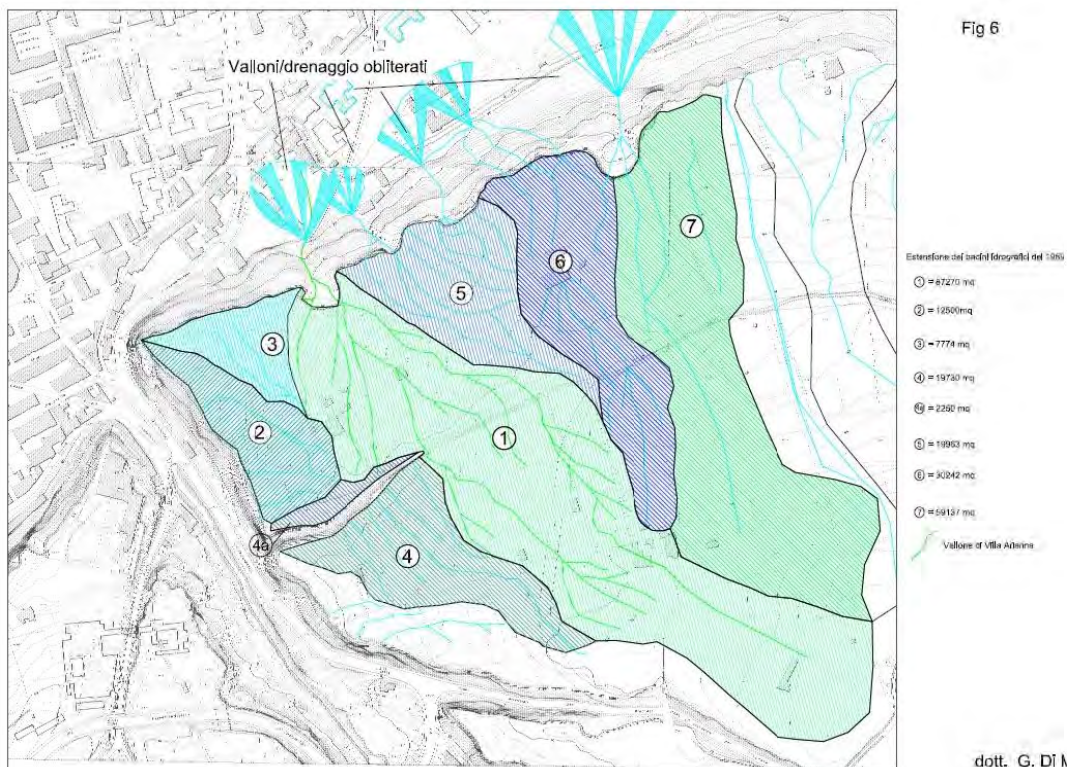 Fig 6
Valloni/drenaggio obliterati
7
6
5
3
1
2
4a
4
Estensione dei bacini idrografici del
1 = 87270 mq
2 = 12500mq
3 = 7774 mq
4 = 19730 mq
4a = 2260 mq
5 = 19963 mq
6 = 30242 mq
7 = 59137 mq
Vallone di Villa
dott. G. Di M